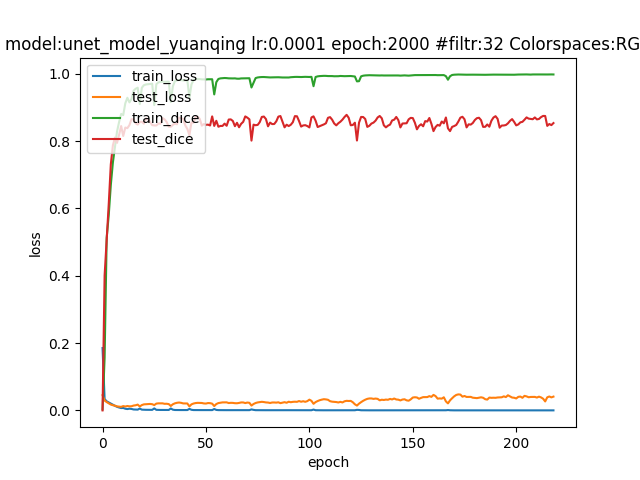 model:unet_model_yuanqing lr:0.0001 epoch:2000 #filtr:32 Colorspaces:RG
train_loss
test_loss
train_dice
test_dice
1.0
0.8
0.6
0.4
0.2
0.0
loss
0 50 100 150 200
epoch